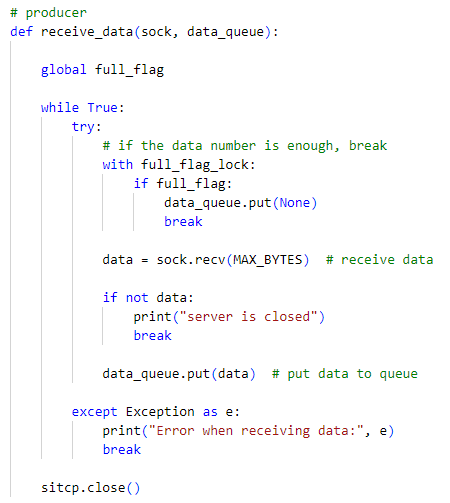 # producer
def receive_data(sock, data_queue):
global full_flag
while True:
try:
# if the data number is enough, break
with full_flag_lock:
if full_flag:
data_queue.put(None)
break
data = sock.recv(MAX_BYTES)  # receive data
if not data:
print("server is closed")
break
data_queue.put(data)  # put data to queue
except Exception as e:
print("Error when receiving data:", e)
break
sitcp.close()